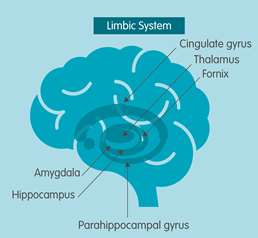 Limbic System
Cingulate gyrus
Thalamus
Fornix
Amygdala
Hippocampus
Parahippocampal gyrus